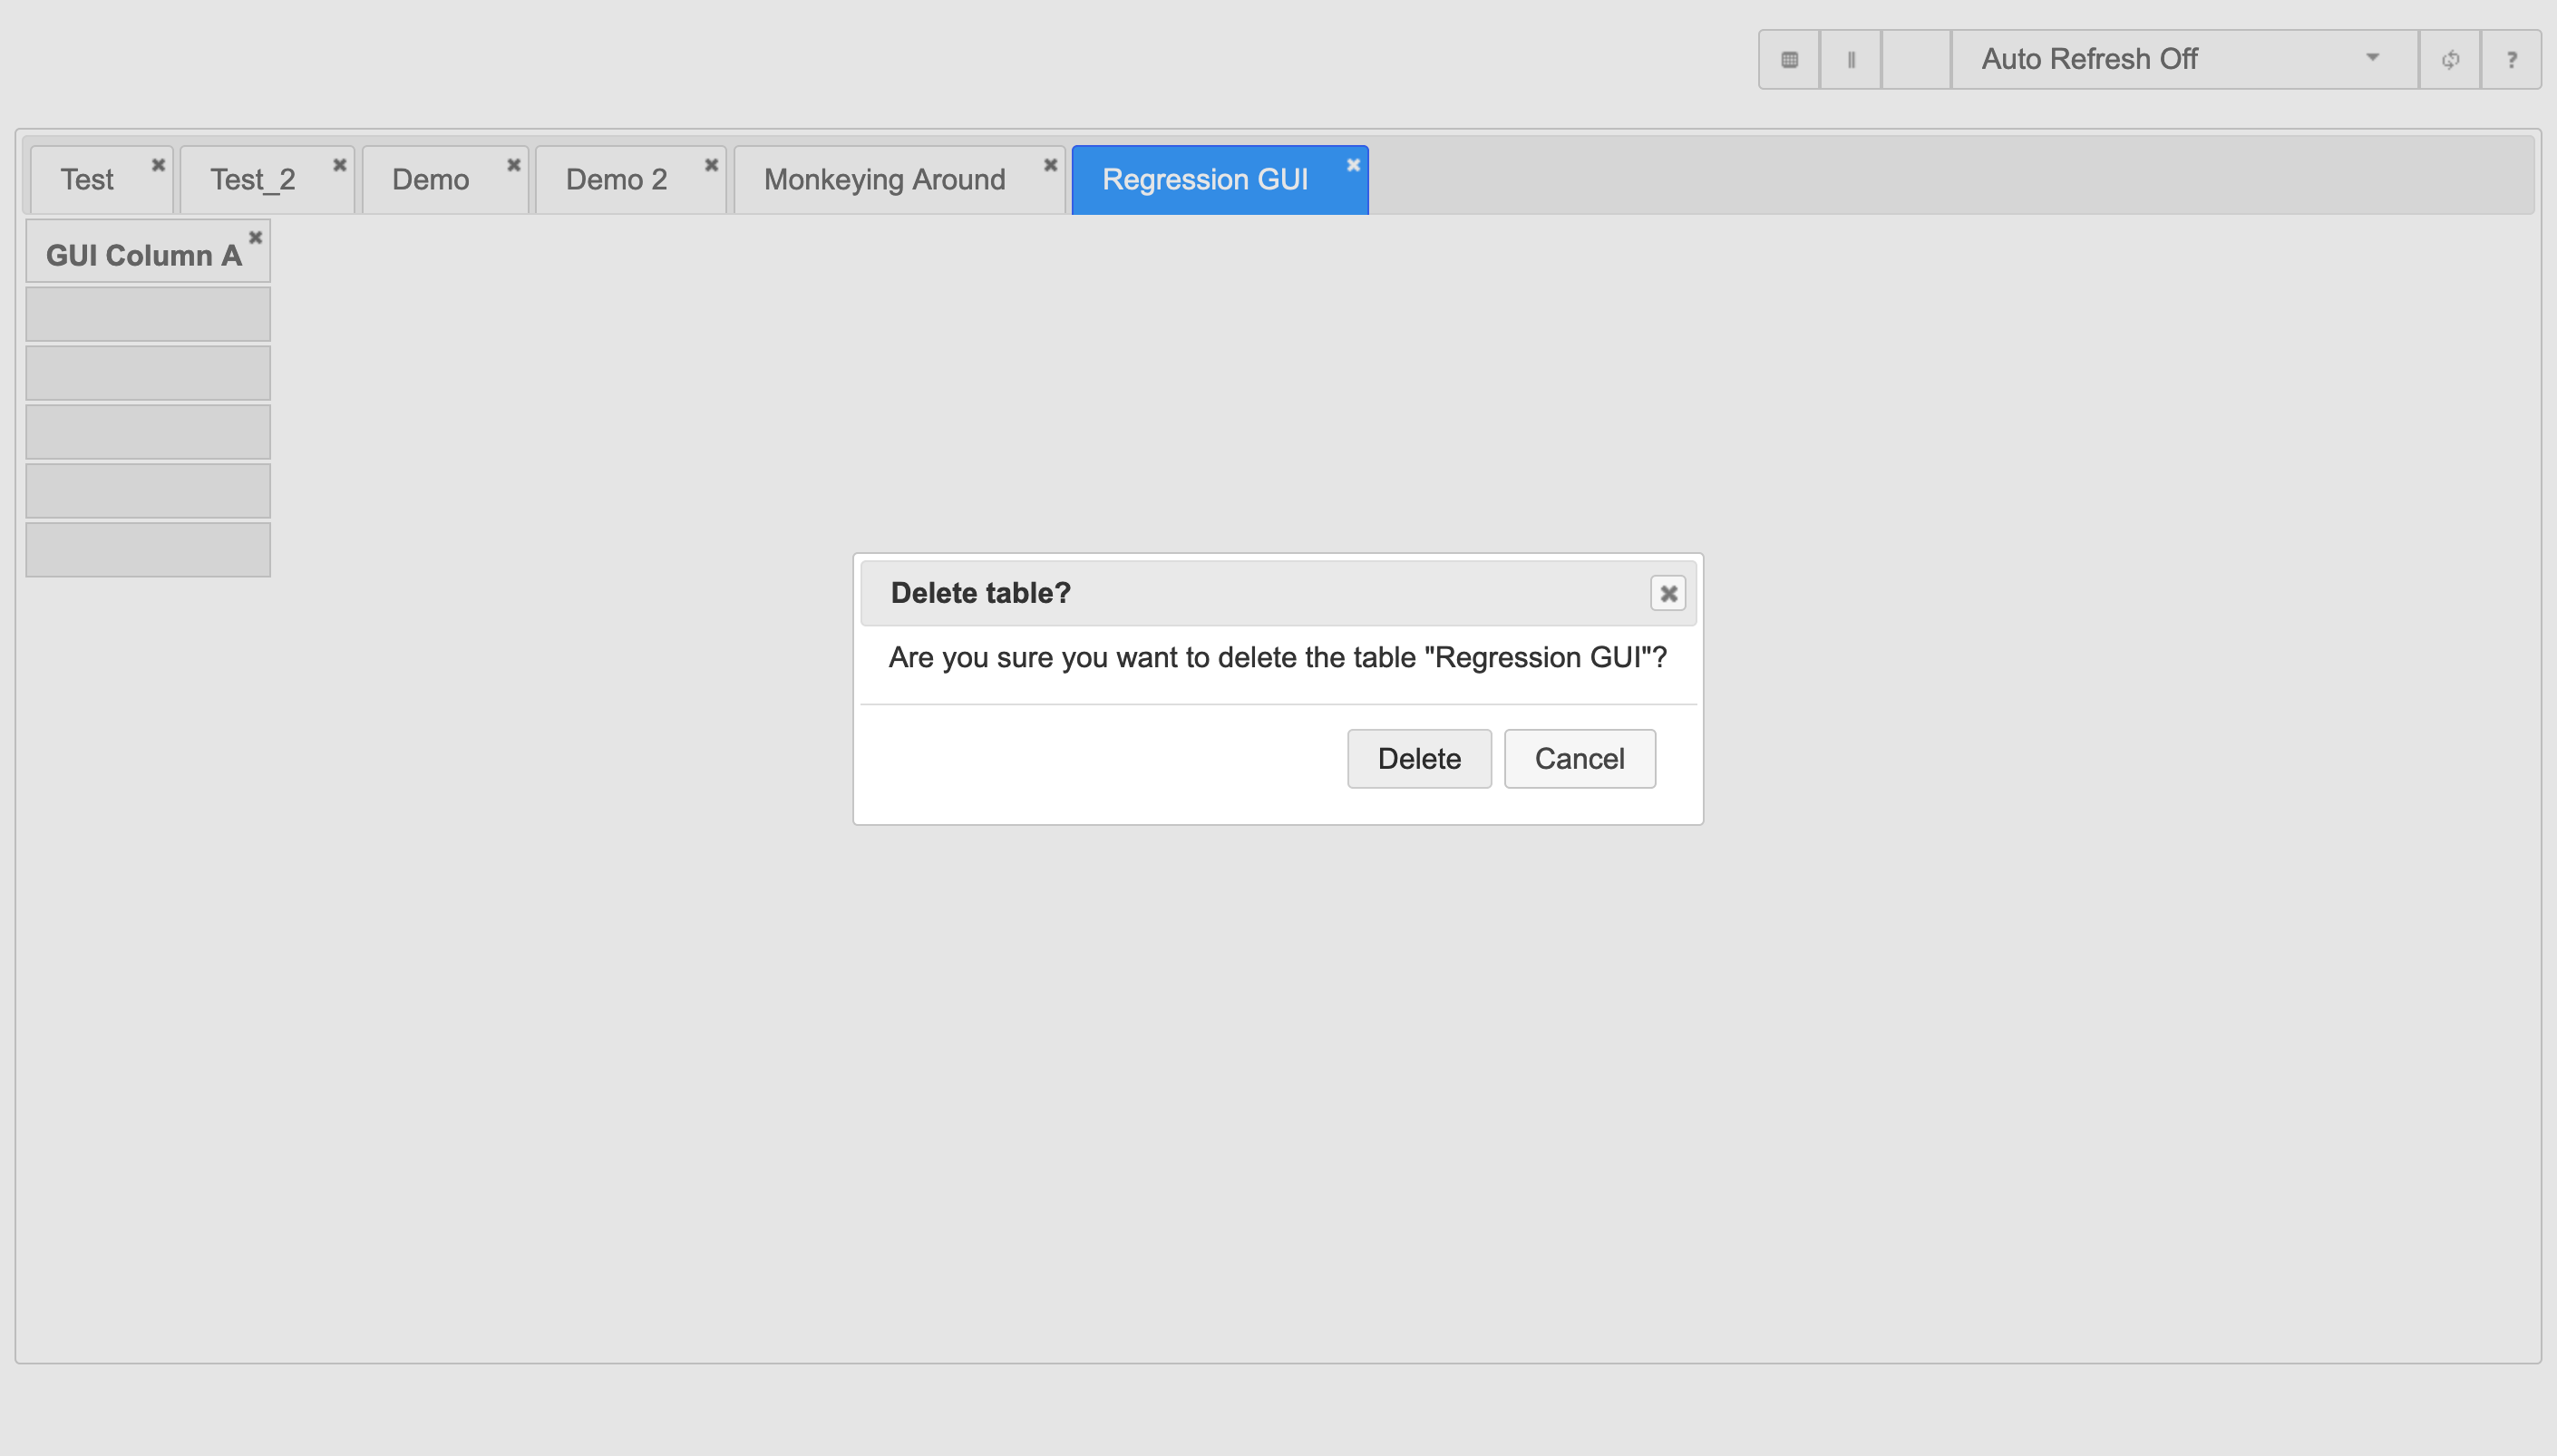 Auto Refresh Off ?
Test Test_2 Demo Demo 2 Monkeying Around Regression GUI
GUI Column A
Delete table?
Are you sure you want to delete the table "Regression GUI"?
Delete Cancel